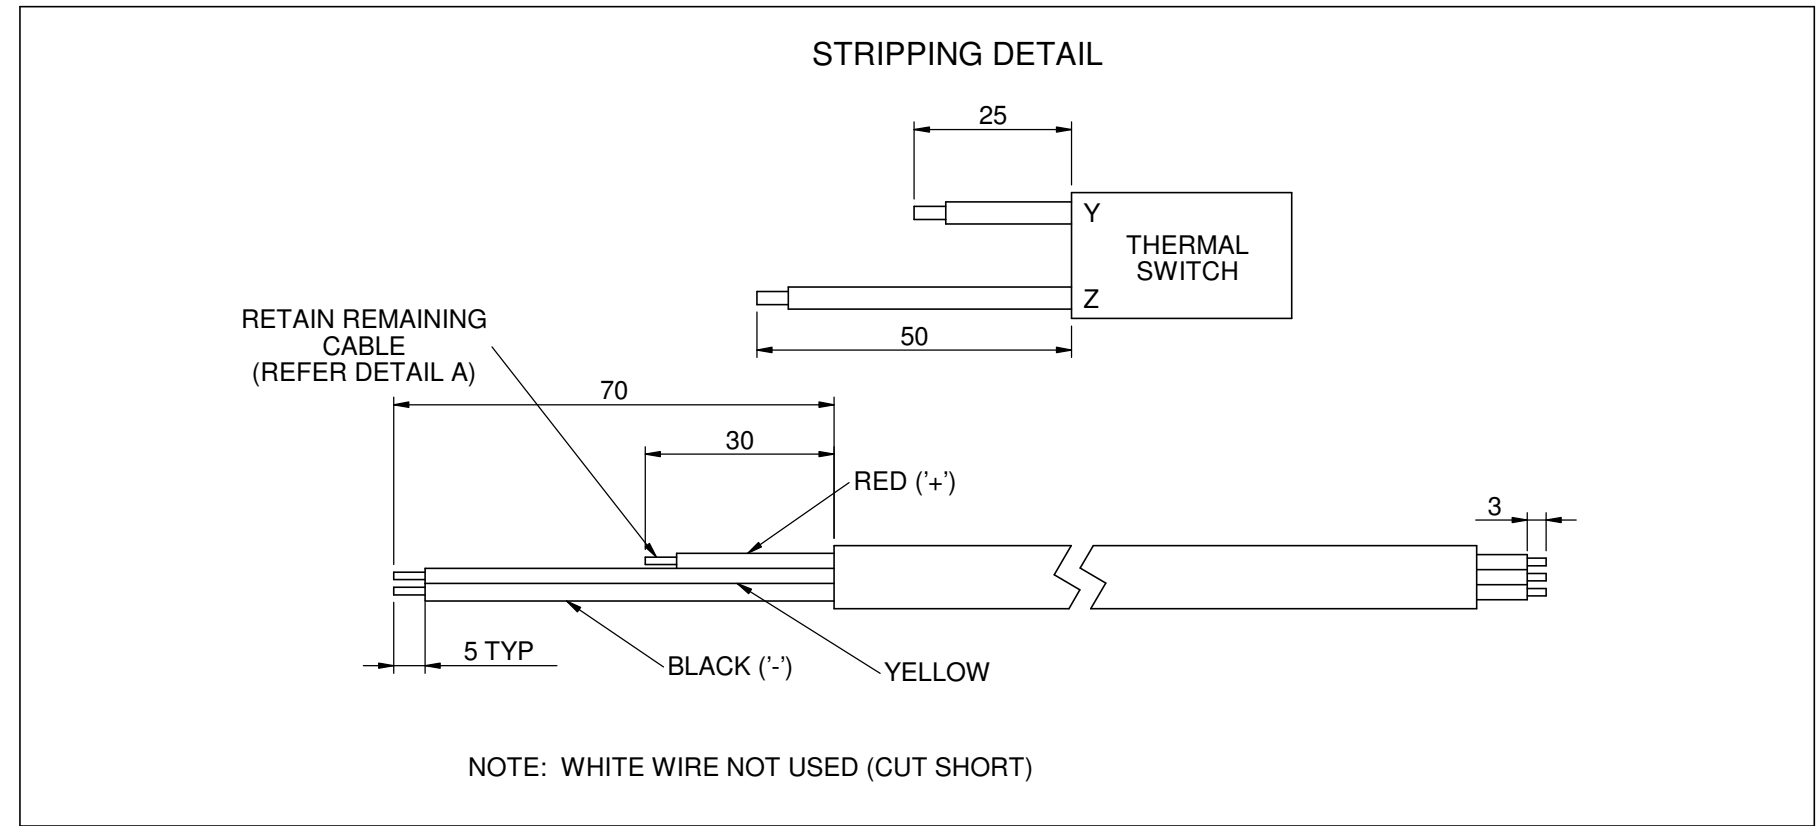 STRIPPING DETAIL
25
Y
THERMAL
SWITCH
Z
50
RETAIN REMAINING
CABLE
(REFER DETAIL A)
70
30
RED ('+')
3
5 TYP
BLACK ('-')
YELLOW
NOTE:  WHITE WIRE NOT USED (CUT SHORT)